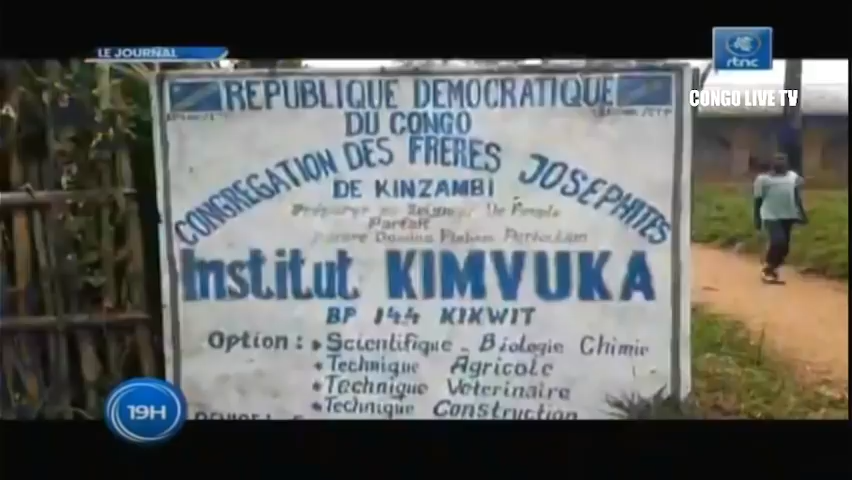 LE JOURNAL
rtnc
CONGO LIVE TV
REPUBLIQUE DEMOCRATIQUE
DU CONGO
CONGREGATION DES FRERES JOSEPHITES
DE KINZAMBI
Parfait
Institut KIMVUKA
BP 144 KIKWIT
Option : • Scientifique - Biologie Chimie
• Technique Agricole
• Technique Veterinaire
• Technique Construction
19H